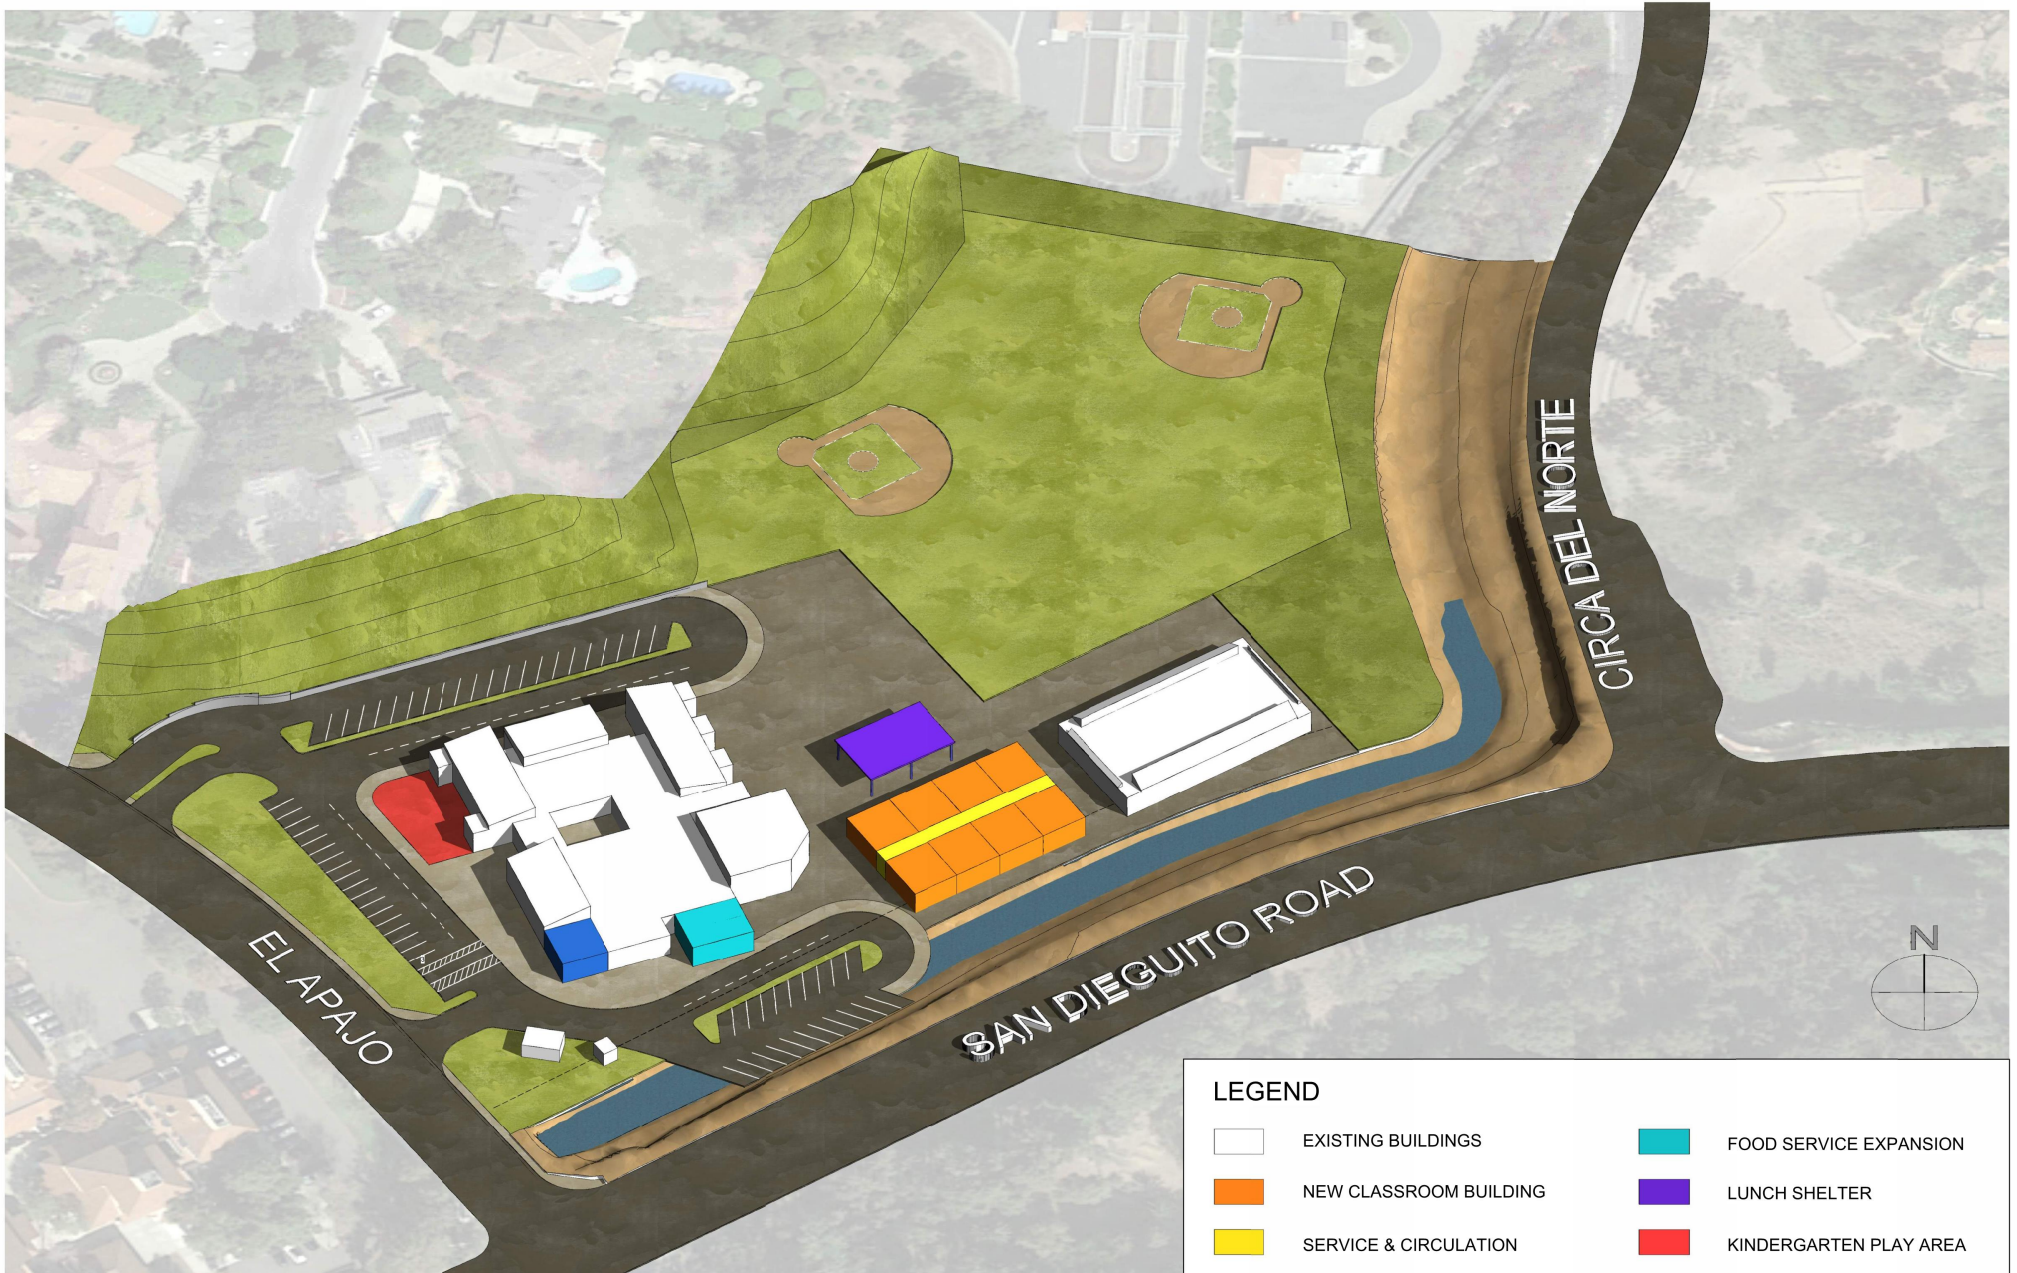 CIRCA DEL NORTE
EL APAJO
SAN DIEGUITO ROAD
N
LEGEND
EXISTING BUILDINGS
FOOD SERVICE EXPANSION
NEW CLASSROOM BUILDING
LUNCH SHELTER
SERVICE & CIRCULATION
KINDERGARTEN PLAY AREA